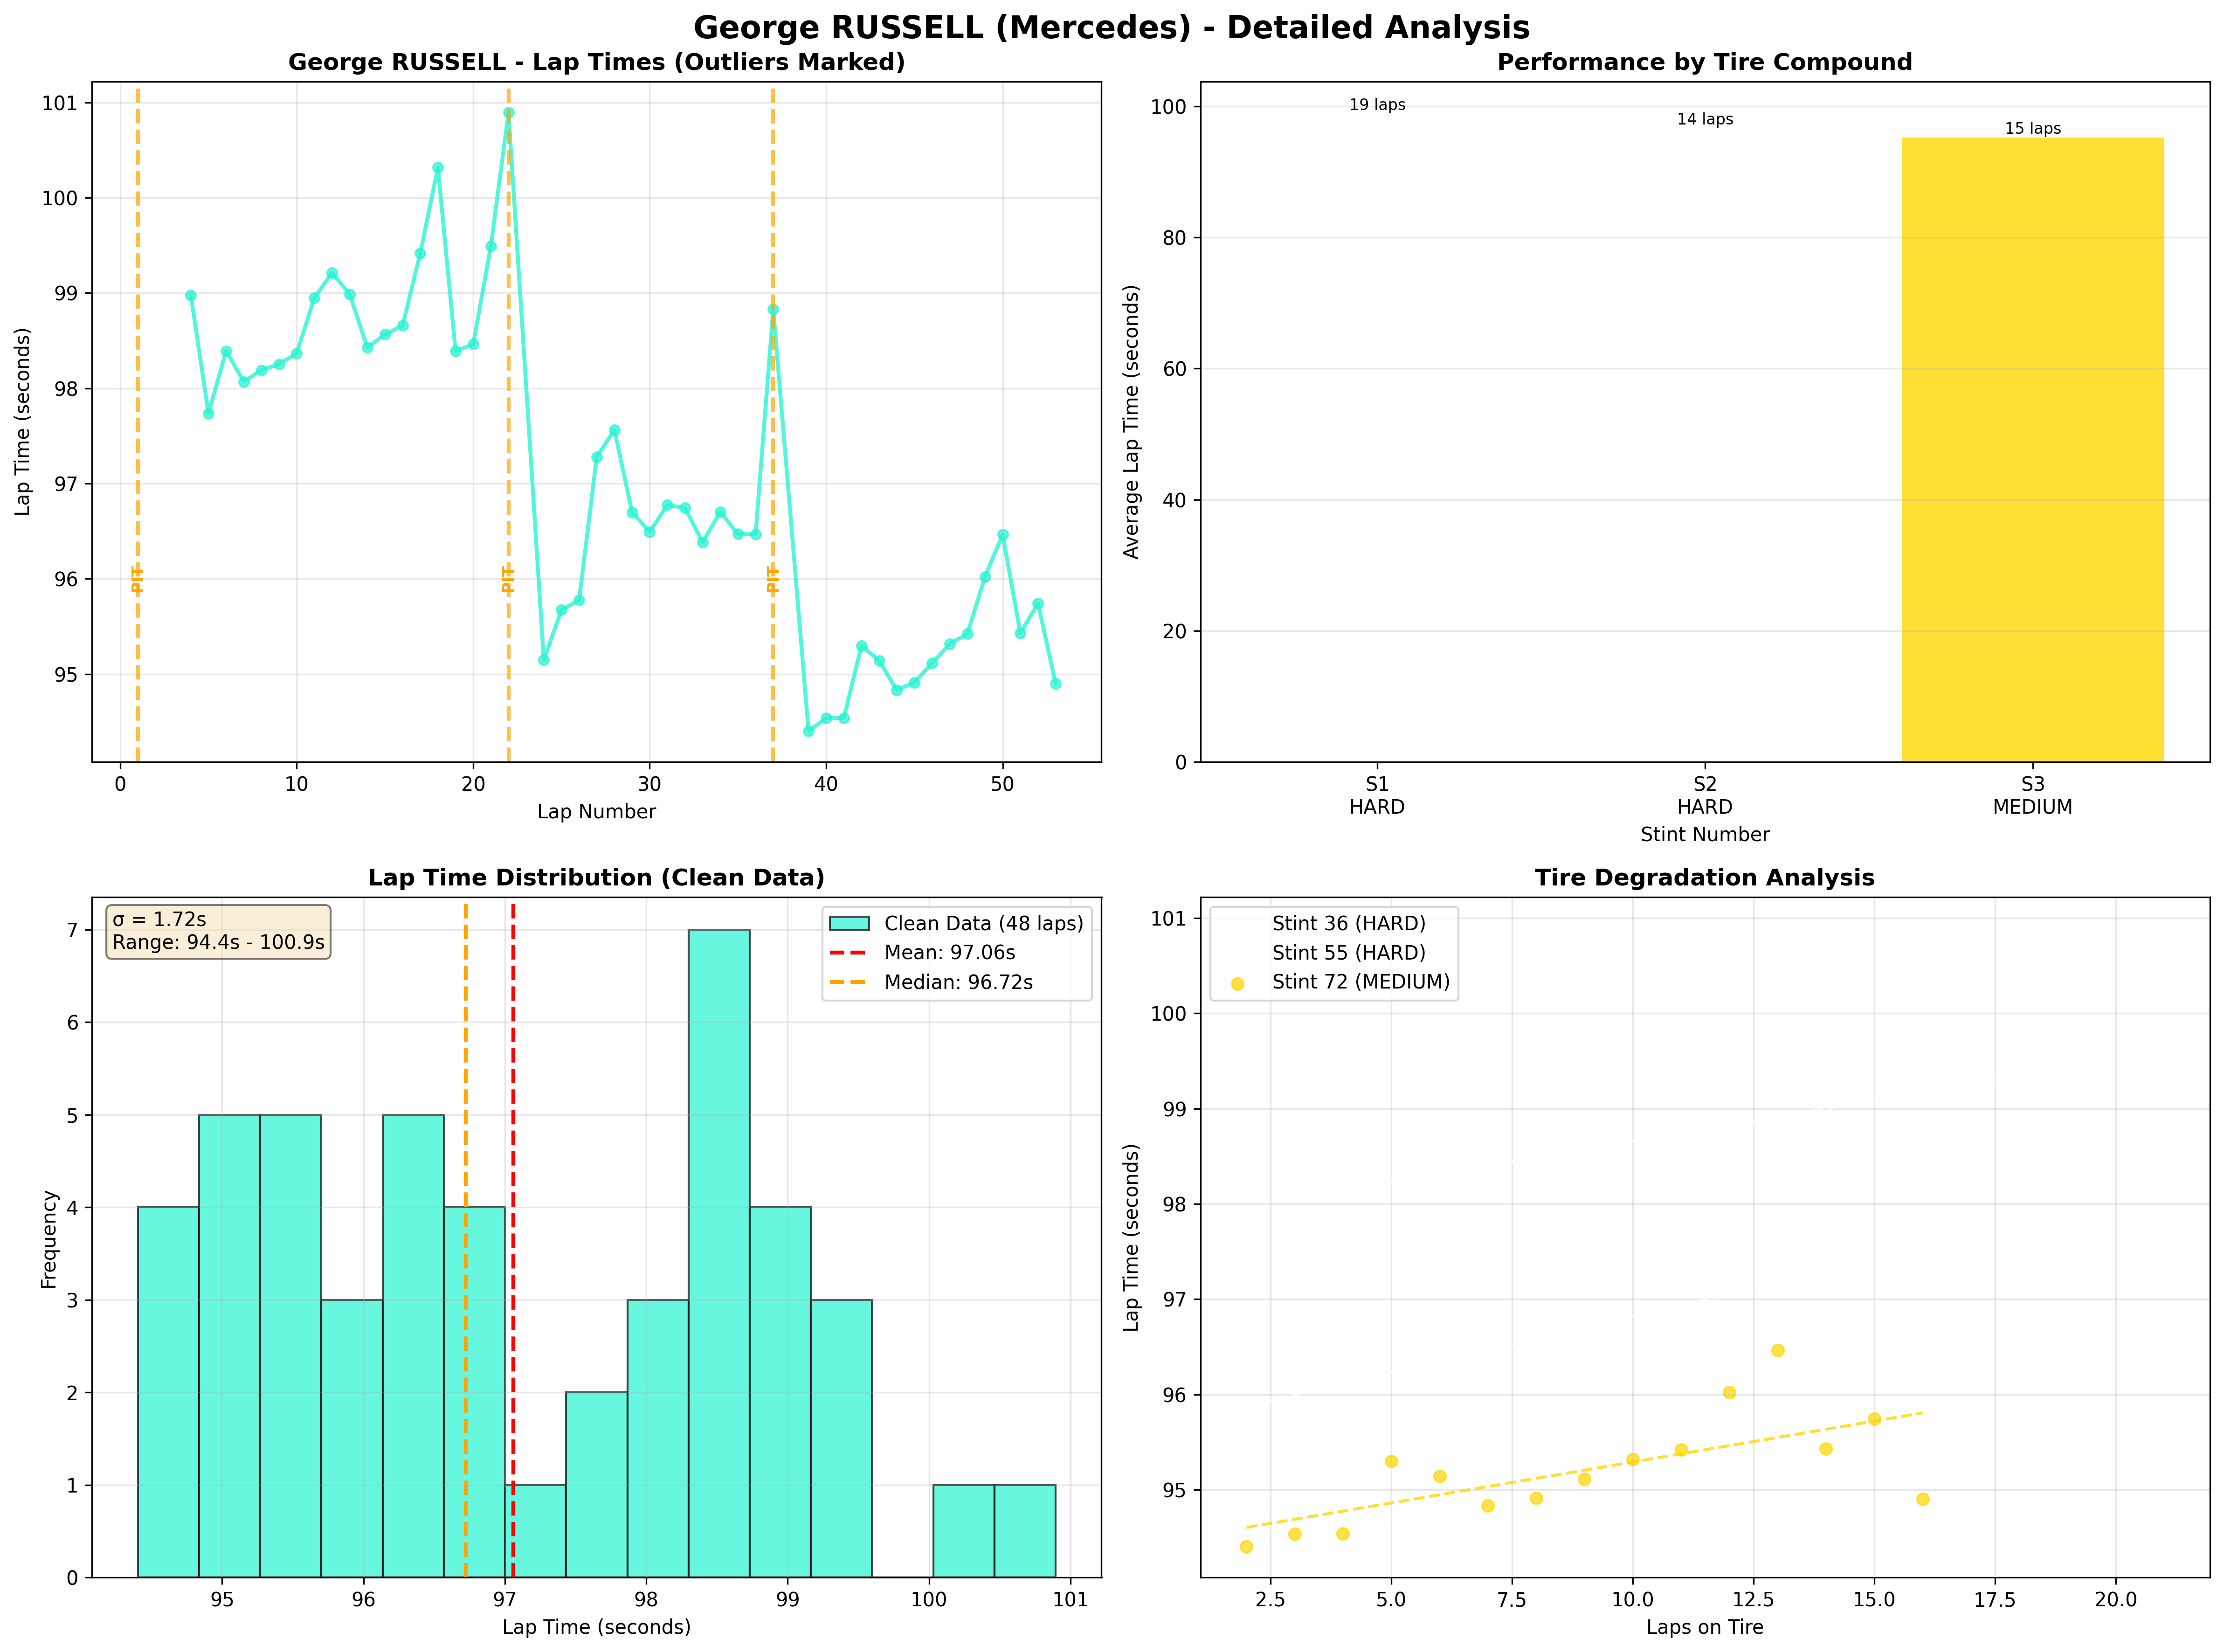 George RUSSELL (Mercedes) - Detailed Analysis
George RUSSELL - Lap Times (Outliers Marked)
Lap Time (seconds)
101
100
99
98
97
96
95
PIT
PIT
PIT
0
10
20
30
40
50
Lap Number
Performance by Tire Compound
Average Lap Time (seconds)
100
80
60
40
20
0
19 laps
14 laps
15 laps
S1
HARD
S2
HARD
S3
MEDIUM
Stint Number
Lap Time Distribution (Clean Data)
σ = 1.72s
Range: 94.4s - 100.9s
Clean Data (48 laps)
Mean: 97.06s
Median: 96.72s
Frequency
7
6
5
4
3
2
1
0
95
96
97
98
99
100
101
Lap Time (seconds)
Tire Degradation Analysis
Stint 36 (HARD)
Stint 55 (HARD)
Stint 72 (MEDIUM)
Lap Time (seconds)
101
100
99
98
97
96
95
2.5
5.0
7.5
10.0
12.5
15.0
17.5
20.0
Laps on Tire